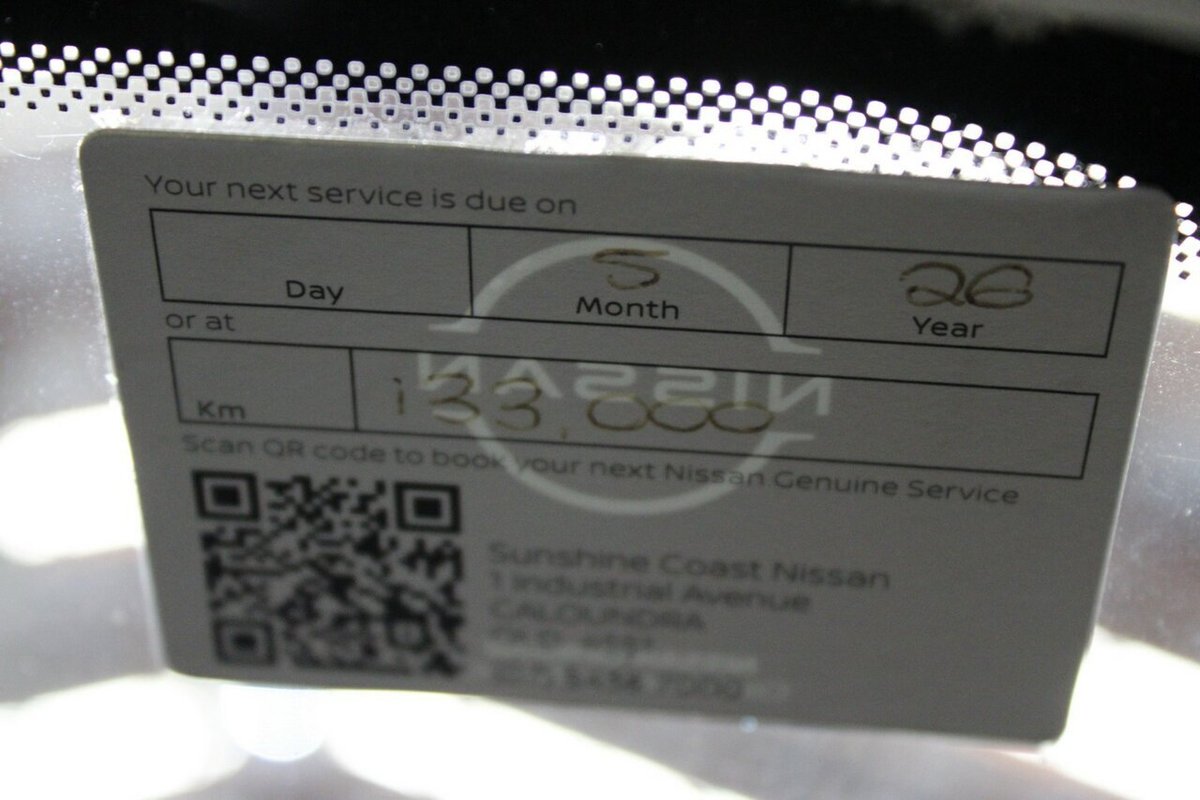 Your next service is due on
5 26
Day Month Year
or at
Km 133,000
NISSAN
Scan QR code to book your next Nissan Genuine Service
Sunshine Coast Nissan
1 Industrial Avenue
CALOUNDRA